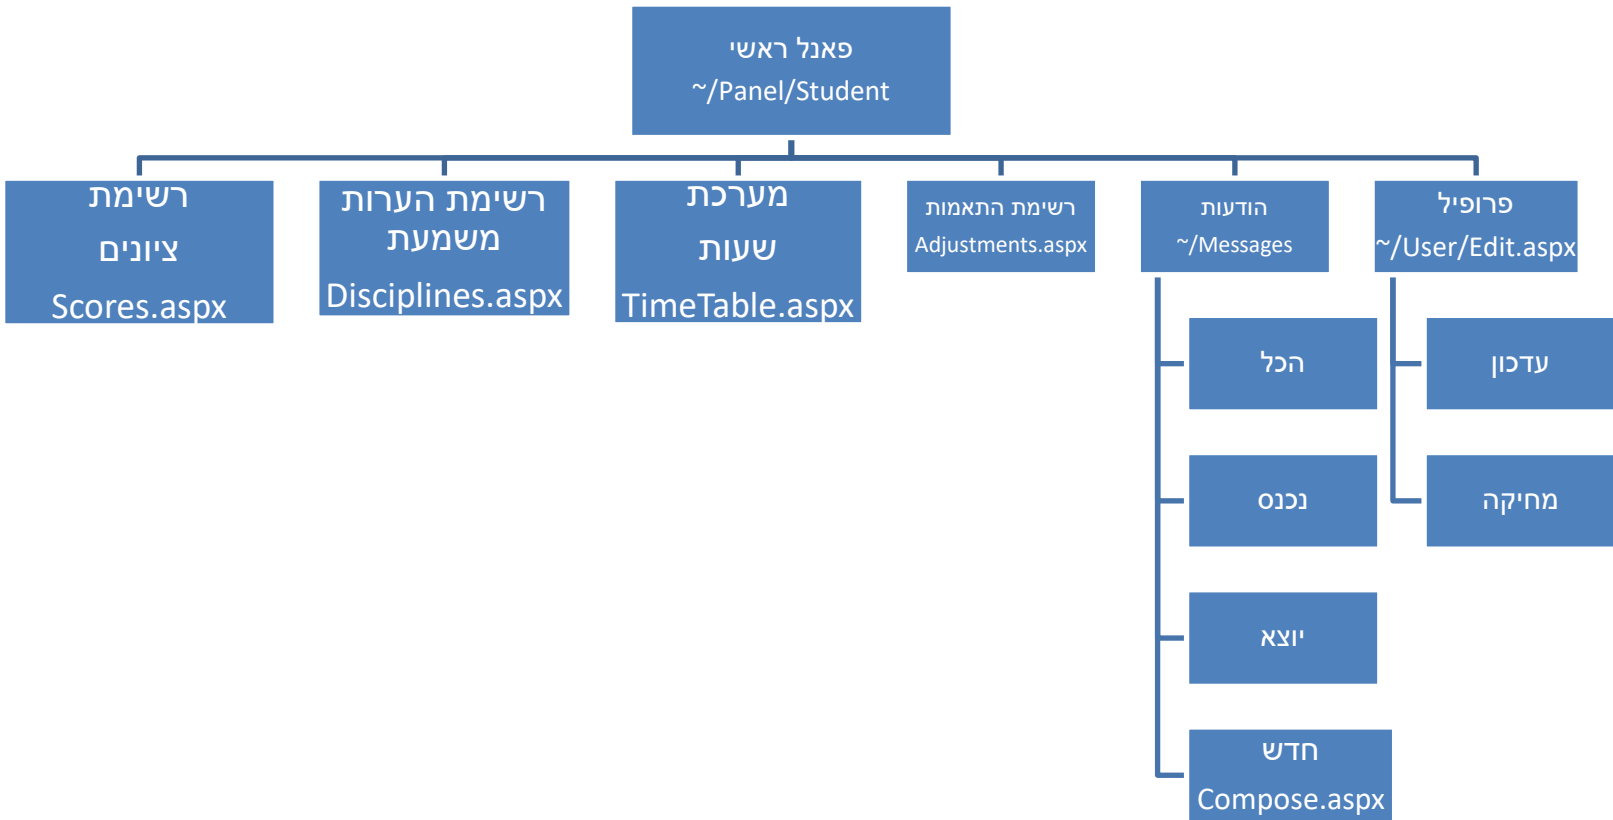 פאנל ראשי
~/Panel/Student
פרופיל
~/User/Edit.aspx
עדכון
מחיקה
הודעות
~/Messages
הכל
נכנס
יוצא
חדש
Compose.aspx
רשימת התאמות
Adjustments.aspx
מערכת
שעות
TimeTable.aspx
רשימת הערות
משמעת
Disciplines.aspx
רשימת
ציונים
Scores.aspx